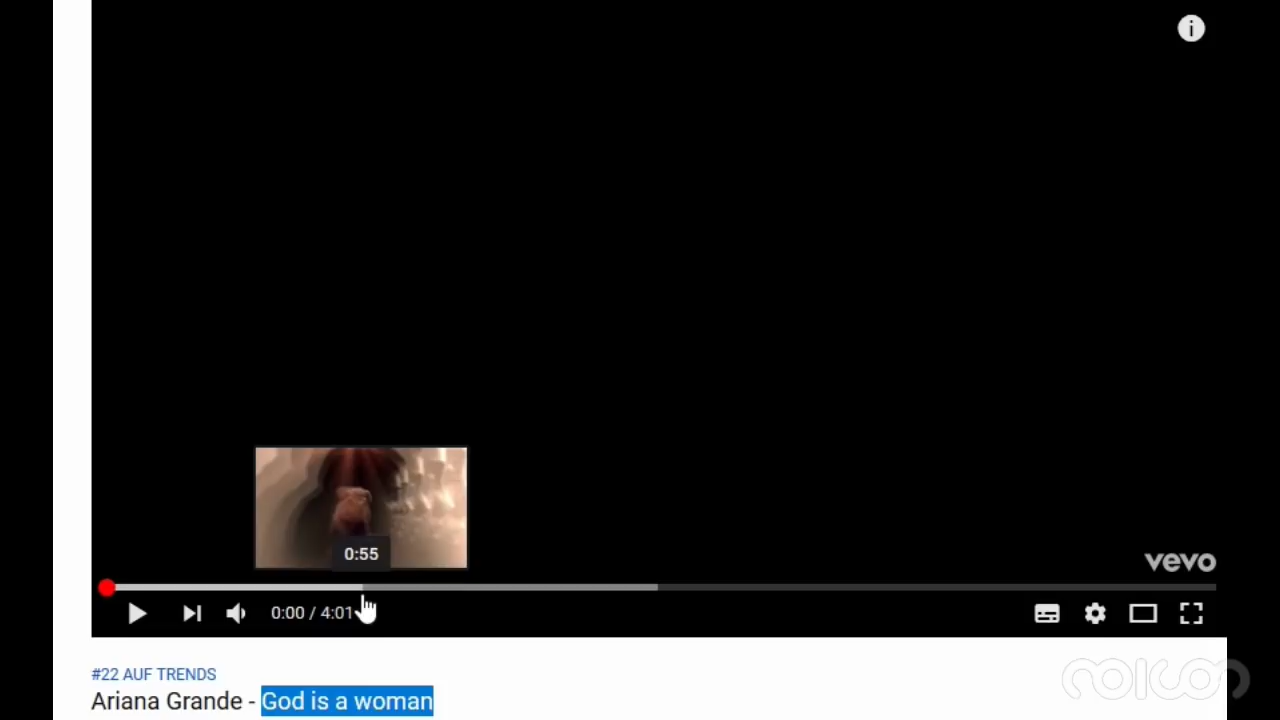 i
0:55
vevo
0:00 / 4:01
#22 AUF TRENDS
Ariana Grande - God is a woman